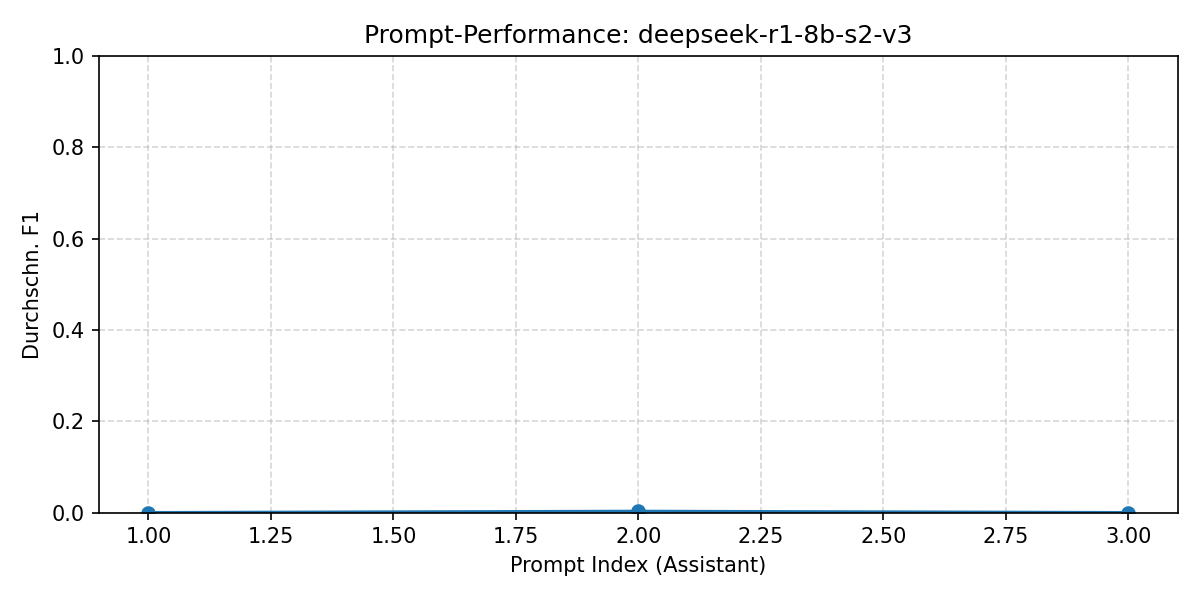 Prompt-Performance: deepseek-r1-8b-s2-v3
1.0
0.8
0.6
0.4
0.2
0.0
Durchschn. F1
1.00 1.25 1.50 1.75 2.00 2.25 2.50 2.75 3.00
Prompt Index (Assistant)